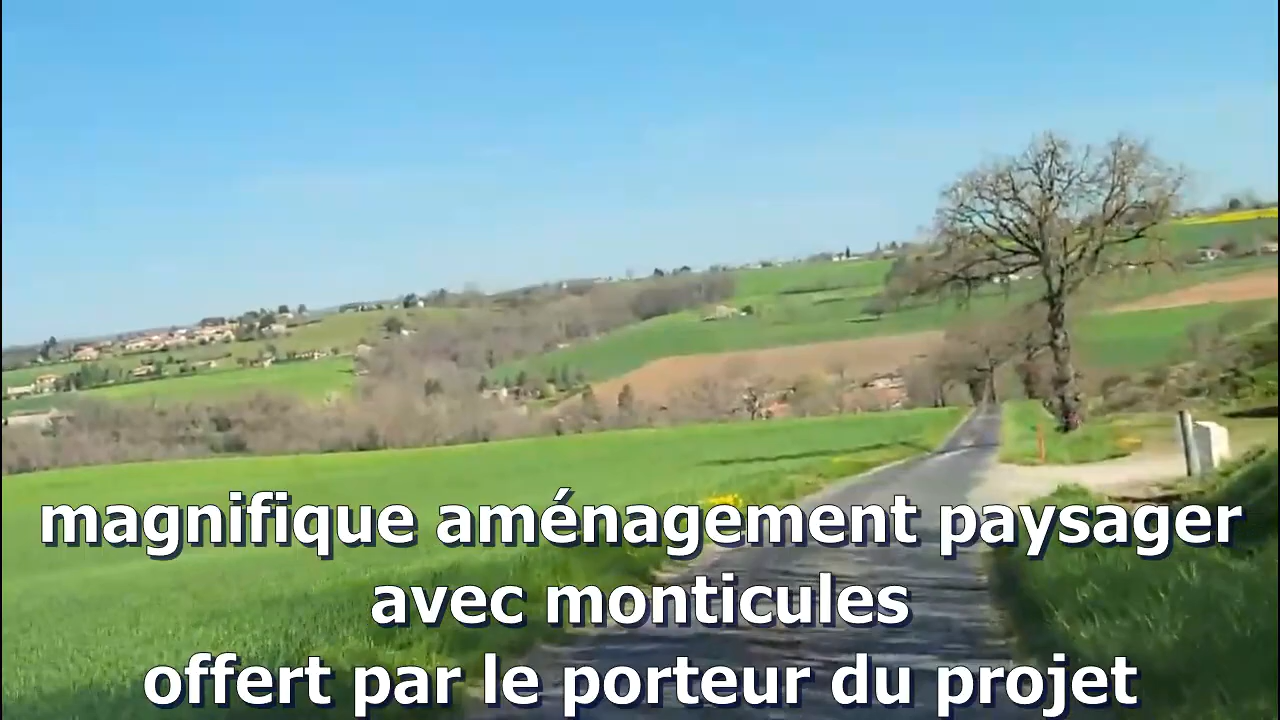 magnifique aménagement paysager
avec monticules
offert par le porteur du projet